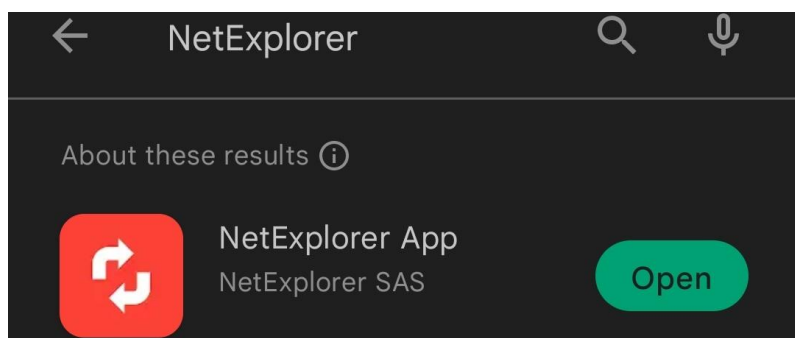 NetExplorer
About these results
NetExplorer App
NetExplorer SAS
Open